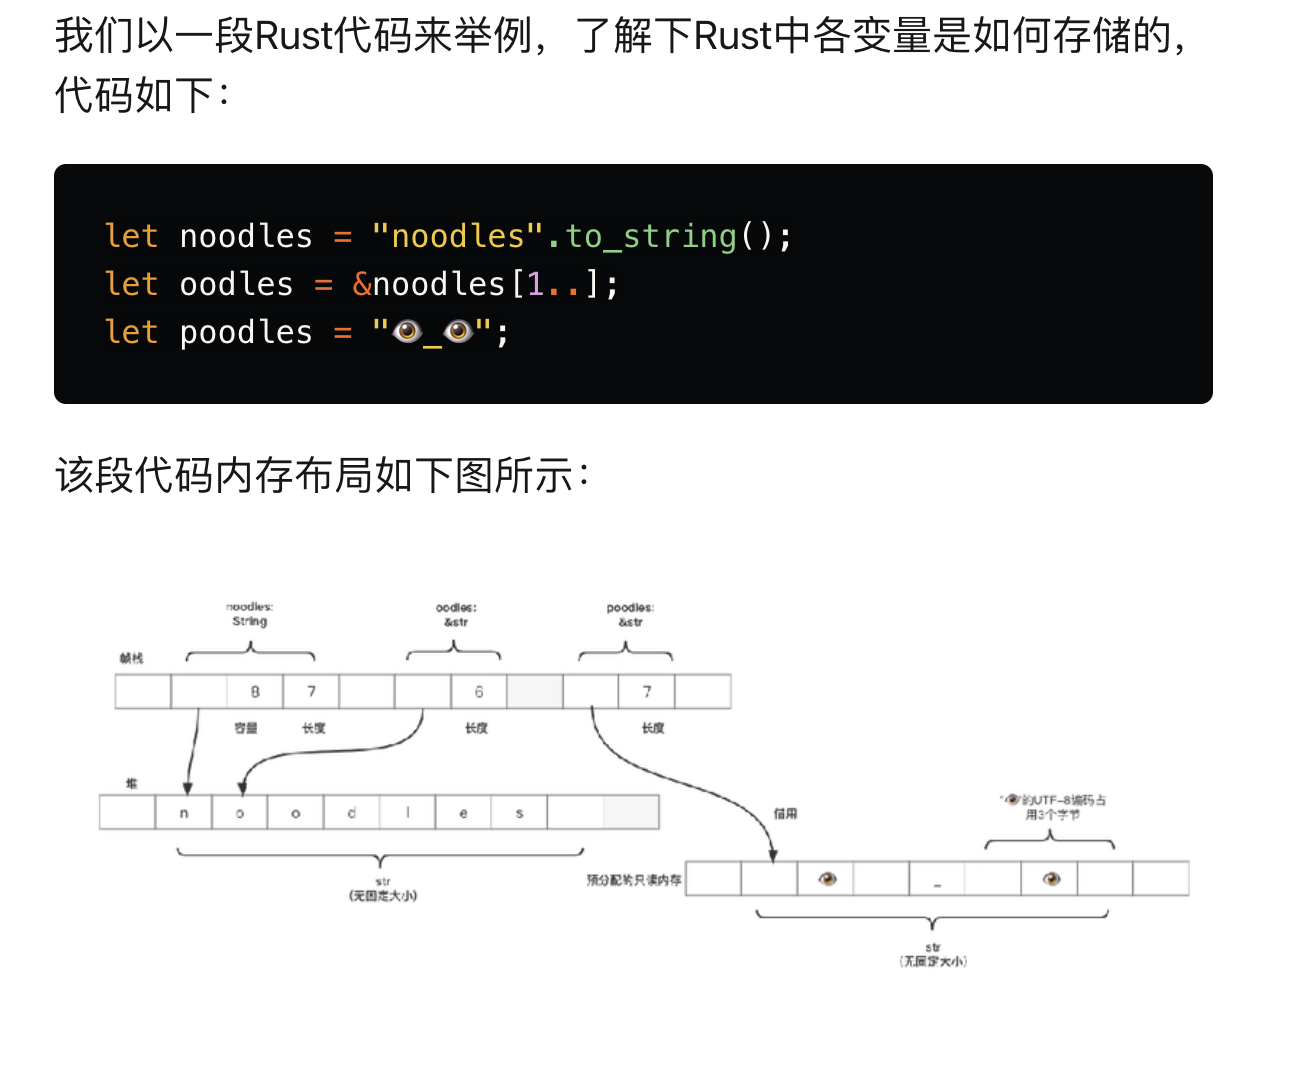 我们以一段Rust代码来举例，了解下Rust中各变量是如何存储的，
代码如下：
let noodles = "noodles".to_string();
let oodles = &noodles[1..];
let poodles = "👁_👁";
该段代码内存布局如下图所示：
noodles:
String
oodles:
&str
poodles:
&str
帧栈
8 7 6 7
容量 长度 长度 长度
堆
n o o d l e s
借用
"👁"的UTF-8编码占
用3个字节
str
(无固定大小)
预分配的只读内存
👁 _ 👁
str
(无固定大小)